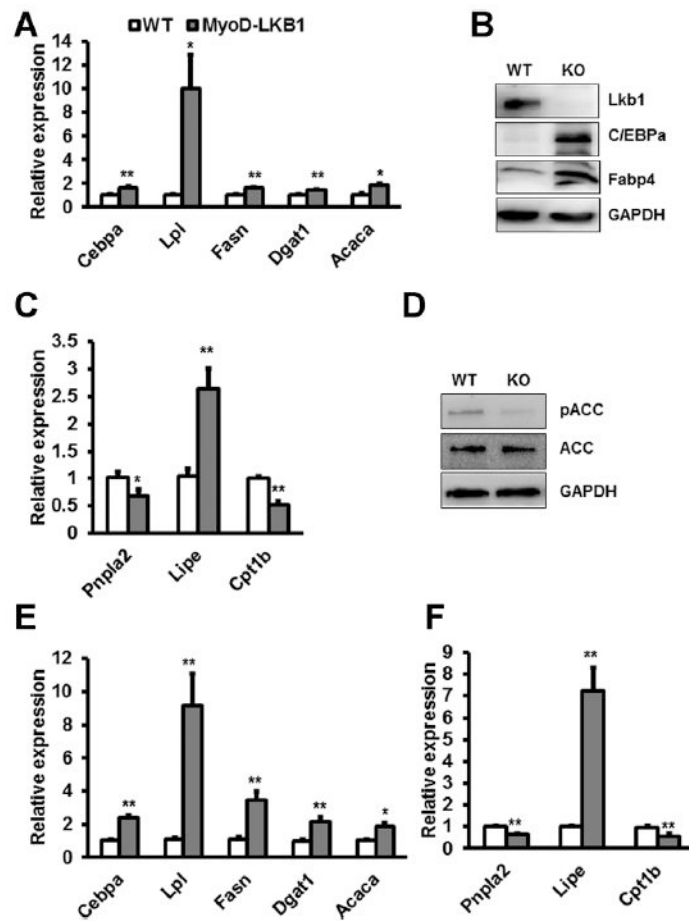 A
WT MyoD-LKB1
Relative expression
14
12
10
8
6
4
2
0
*
**
**
**
*
Cebpa Lpl Fasn Dgat1 Acaca
B
WT KO
Lkb1
C/EBPa
Fabp4
GAPDH
C
Relative expression
3.5
3
2.5
2
1.5
1
0.5
0
*
**
**
Pnpla2 Lipe Cpt1b
D
WT KO
pACC
ACC
GAPDH
E
Relative expression
12
10
8
6
4
2
0
**
**
**
**
*
Cebpa Lpl Fasn Dgat1 Acaca
F
Relative expression
9
8
7
6
5
4
3
2
1
0
**
**
**
Pnpla2 Lipe Cpt1b